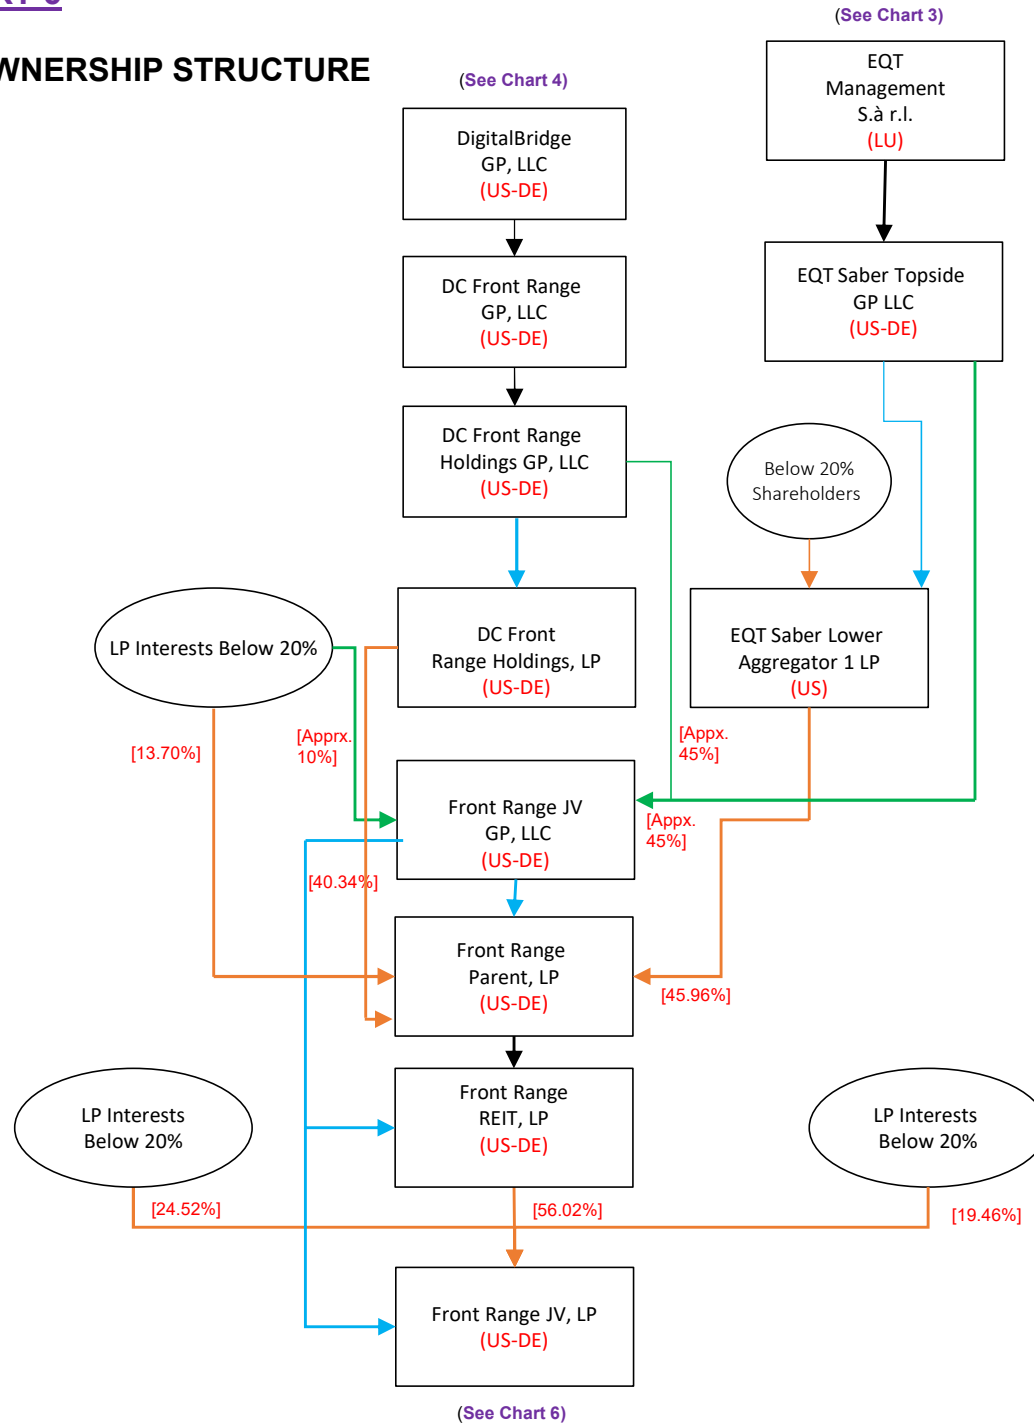 (See Chart 3)
WNERSHIP STRUCTURE
(See Chart 4)
EQT
Management
S.à r.l.
(LU)
DigitalBridge
GP, LLC
(US-DE)
DC Front Range
GP, LLC
(US-DE)
EQT Saber Topside
GP LLC
(US-DE)
DC Front Range
Holdings GP, LLC
(US-DE)
Below 20%
Shareholders
LP Interests Below 20%
DC Front
Range Holdings, LP
(US-DE)
EQT Saber Lower
Aggregator 1 LP
(US)
[13.70%]
[Apprx.
10%]
[Appx.
45%]
Front Range JV
GP, LLC
(US-DE)
[Appx.
45%]
[40.34%]
Front Range
Parent, LP
(US-DE)
[45.96%]
Front Range
REIT, LP
(US-DE)
LP Interests
Below 20%
LP Interests
Below 20%
[24.52%]
[56.02%]
[19.46%]
Front Range JV, LP
(US-DE)
(See Chart 6)